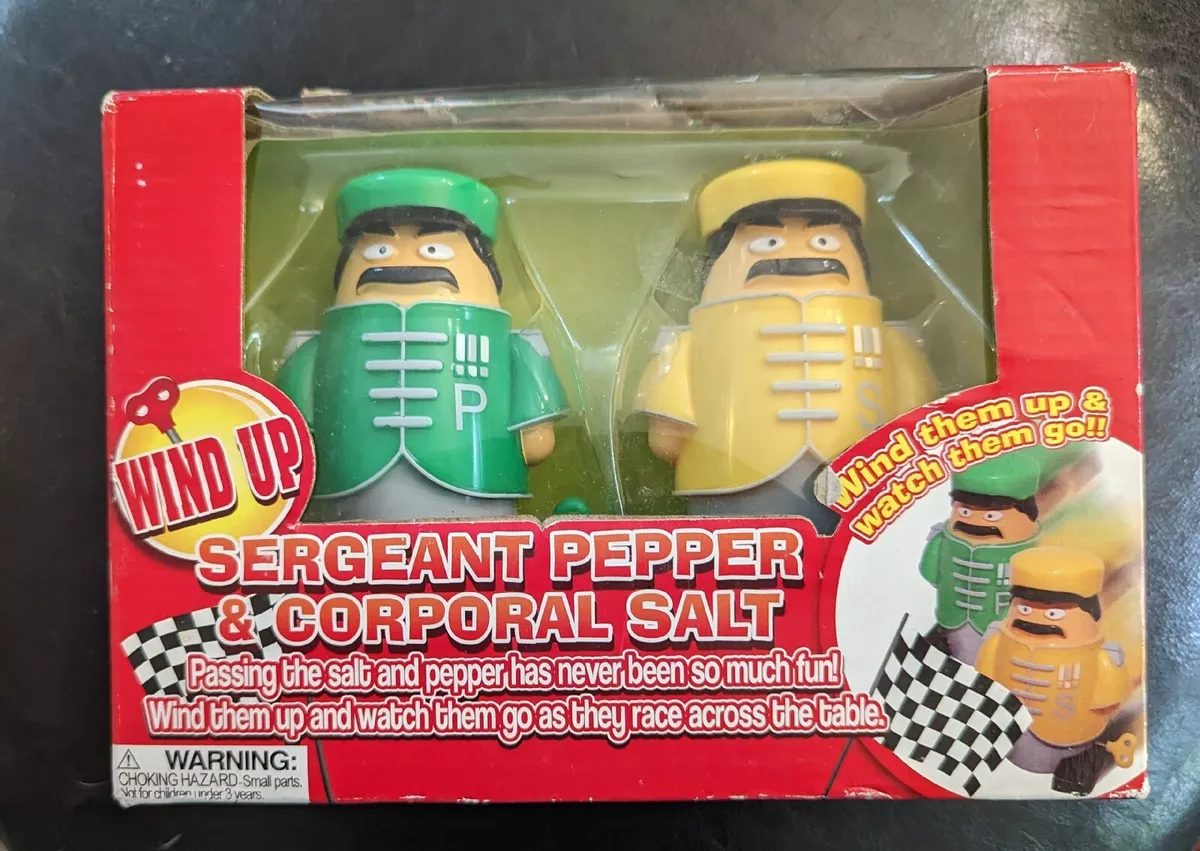 P
S
WIND UP
Wind them up &
watch them go!!
SERGEANT PEPPER
& CORPORAL SALT
Passing the salt and pepper has never been so much fun!
Wind them up and watch them go as they race across the table.
P
S
WARNING:
CHOKING HAZARD-Small parts.
Not for children under 3 years.